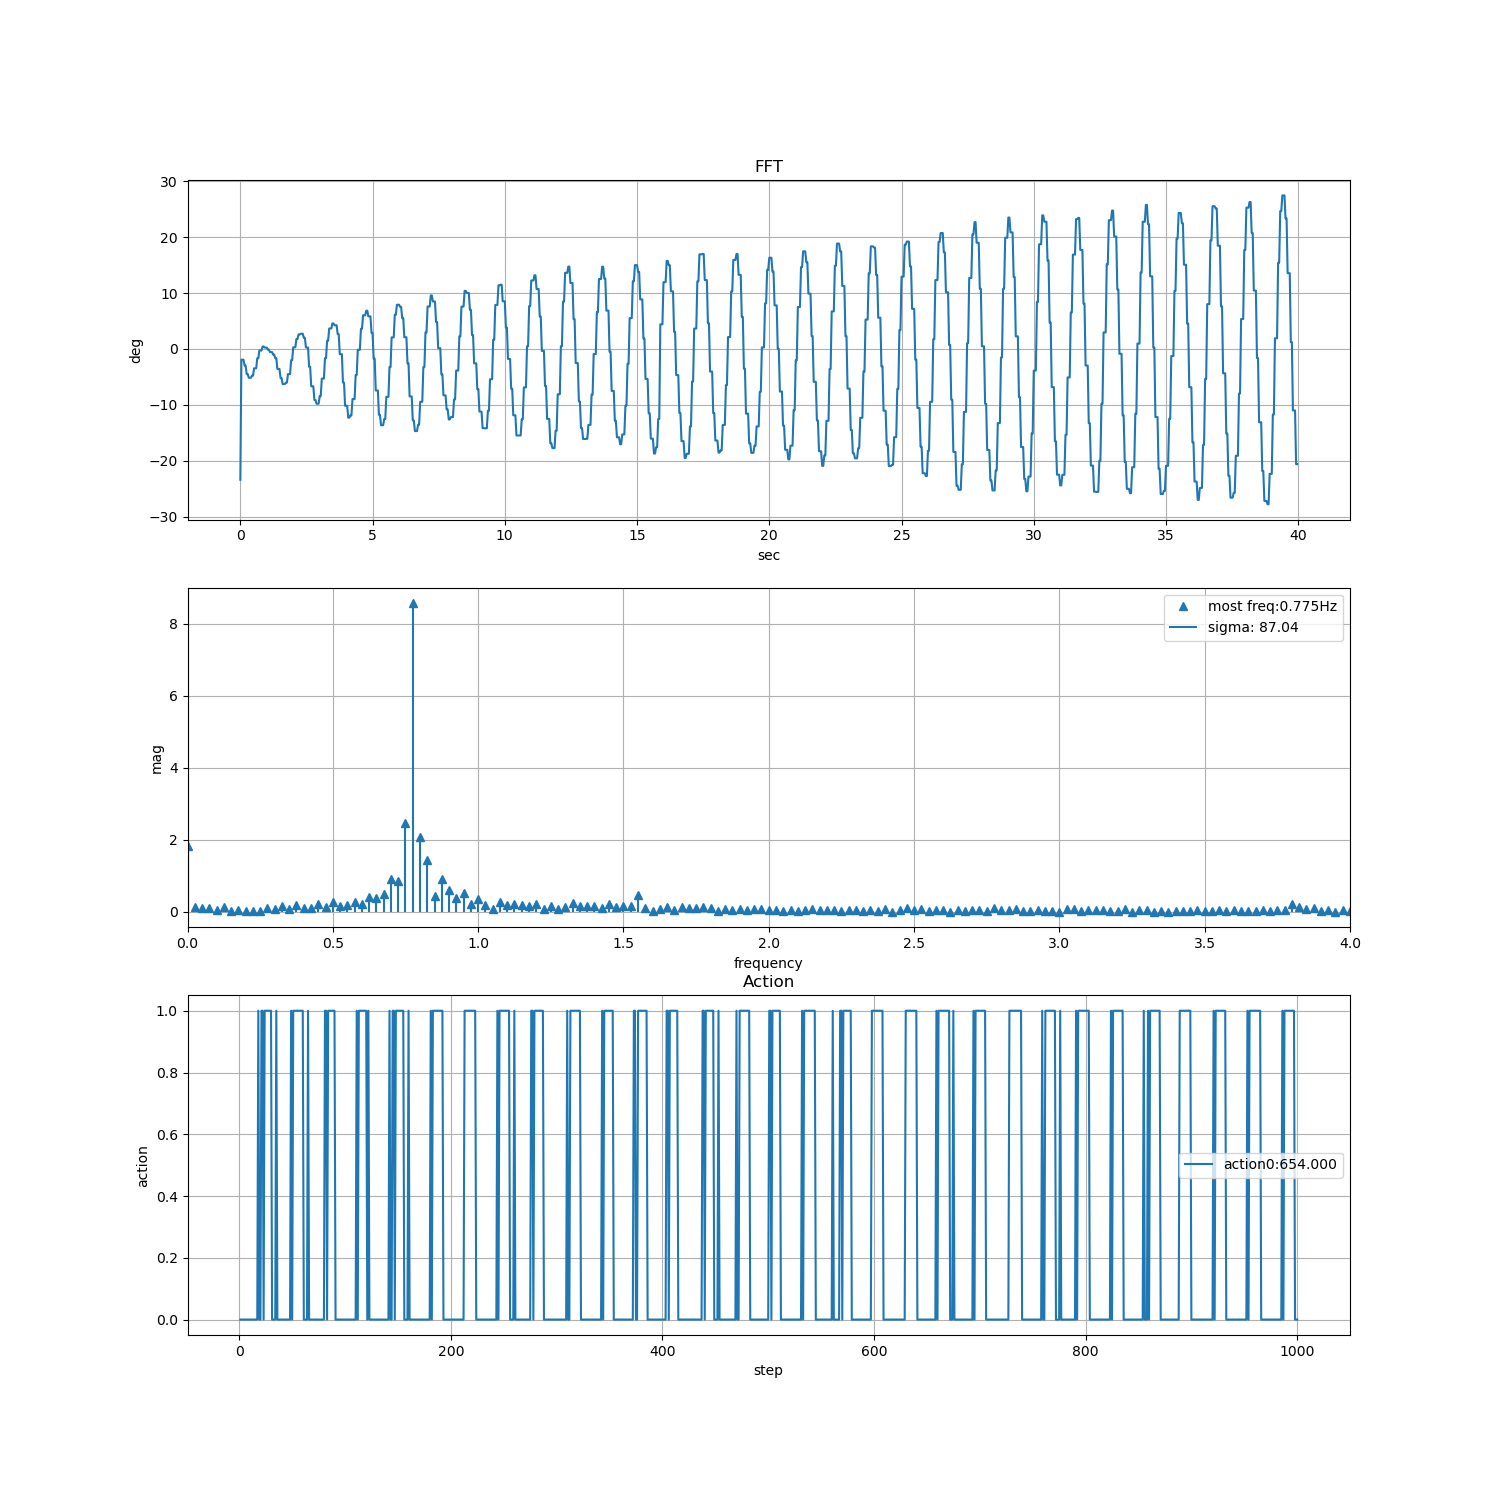 FFT
30
20
10
0
−10
−20
−30
deg
0 5 10 15 20 25 30 35 40
sec
most freq:0.775Hz
sigma: 87.04
8
6
4
2
0
mag
0.0 0.5 1.0 1.5 2.0 2.5 3.0 3.5 4.0
frequency
Action
1.0
0.8
0.6
0.4
0.2
0.0
action
action0:654.000
0 200 400 600 800 1000
step